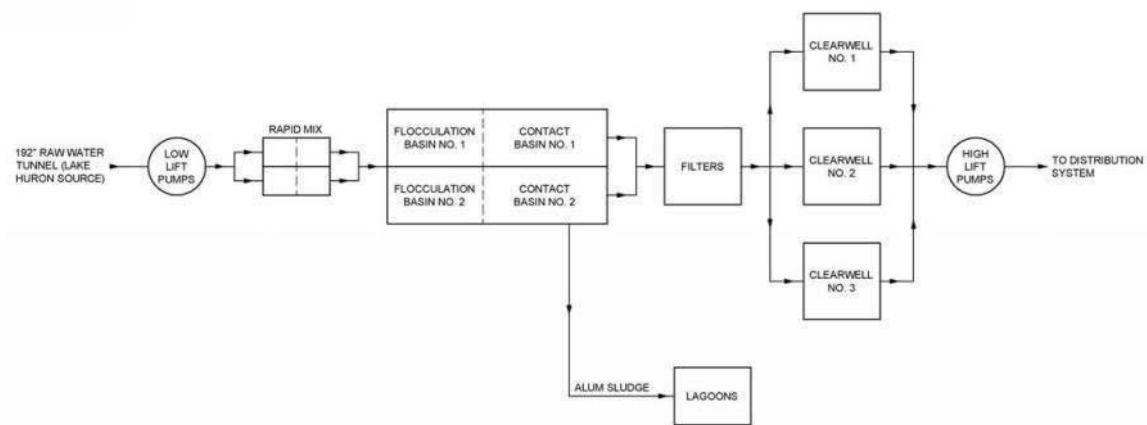 192" RAW WATER
TUNNEL (LAKE
HURON SOURCE)
LOW
LIFT
PUMPS
RAPID MIX
FLOCCULATION
BASIN NO. 1
CONTACT
BASIN NO. 1
FLOCCULATION
BASIN NO. 2
CONTACT
BASIN NO. 2
FILTERS
CLEARWELL
NO. 1
CLEARWELL
NO. 2
CLEARWELL
NO. 3
HIGH
LIFT
PUMPS
TO DISTRIBUTION
SYSTEM
ALUM SLUDGE
LAGOONS